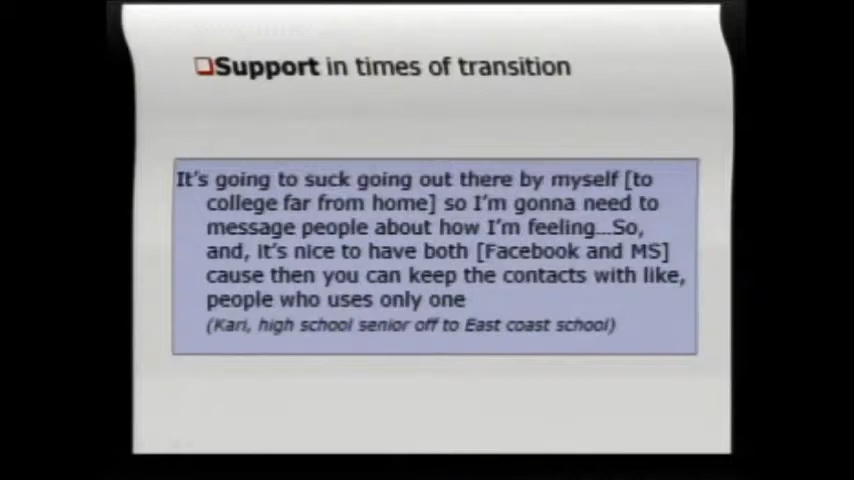 Support in times of transition
It's going to suck going out there by myself [to
college far from home] so I'm gonna need to
message people about how I'm feeling...So,
and, it's nice to have both [Facebook and MS]
cause then you can keep the contacts with like,
people who uses only one
(Kari, high school senior off to East coast school)